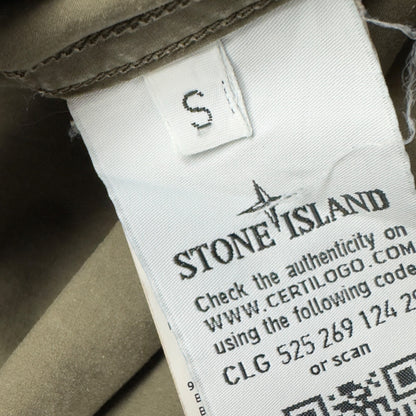 S
STONE ISLAND
Check the authenticity on
WWW.CERTILOGO.COM
using the following code
CLG 525 269 124
or scan